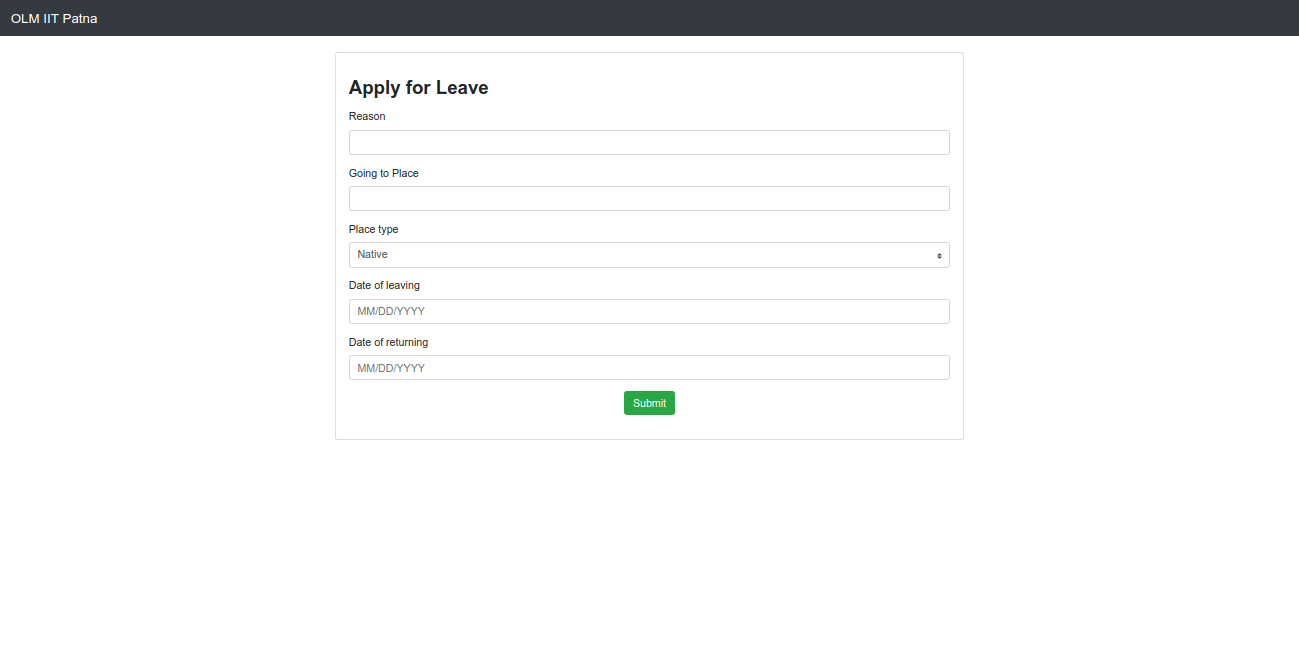 OLM IIT Patna
Apply for Leave
Reason
Going to Place
Place type
Native
Date of leaving
MM/DD/YYYY
Date of returning
MM/DD/YYYY
Submit